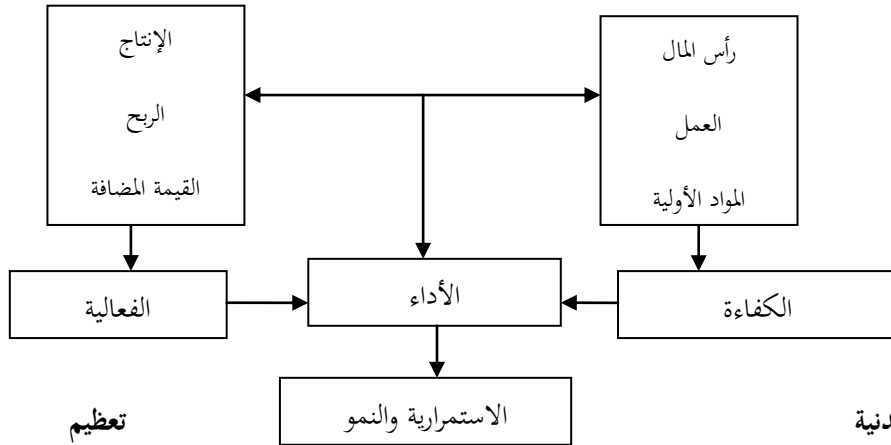 رأس المال
العمل
المواد الأولية
الإنتاج
الربح
القيمة المضافة
الكفاءة
الأداء
الفعالية
الاستمرارية والنمو
تعظيم